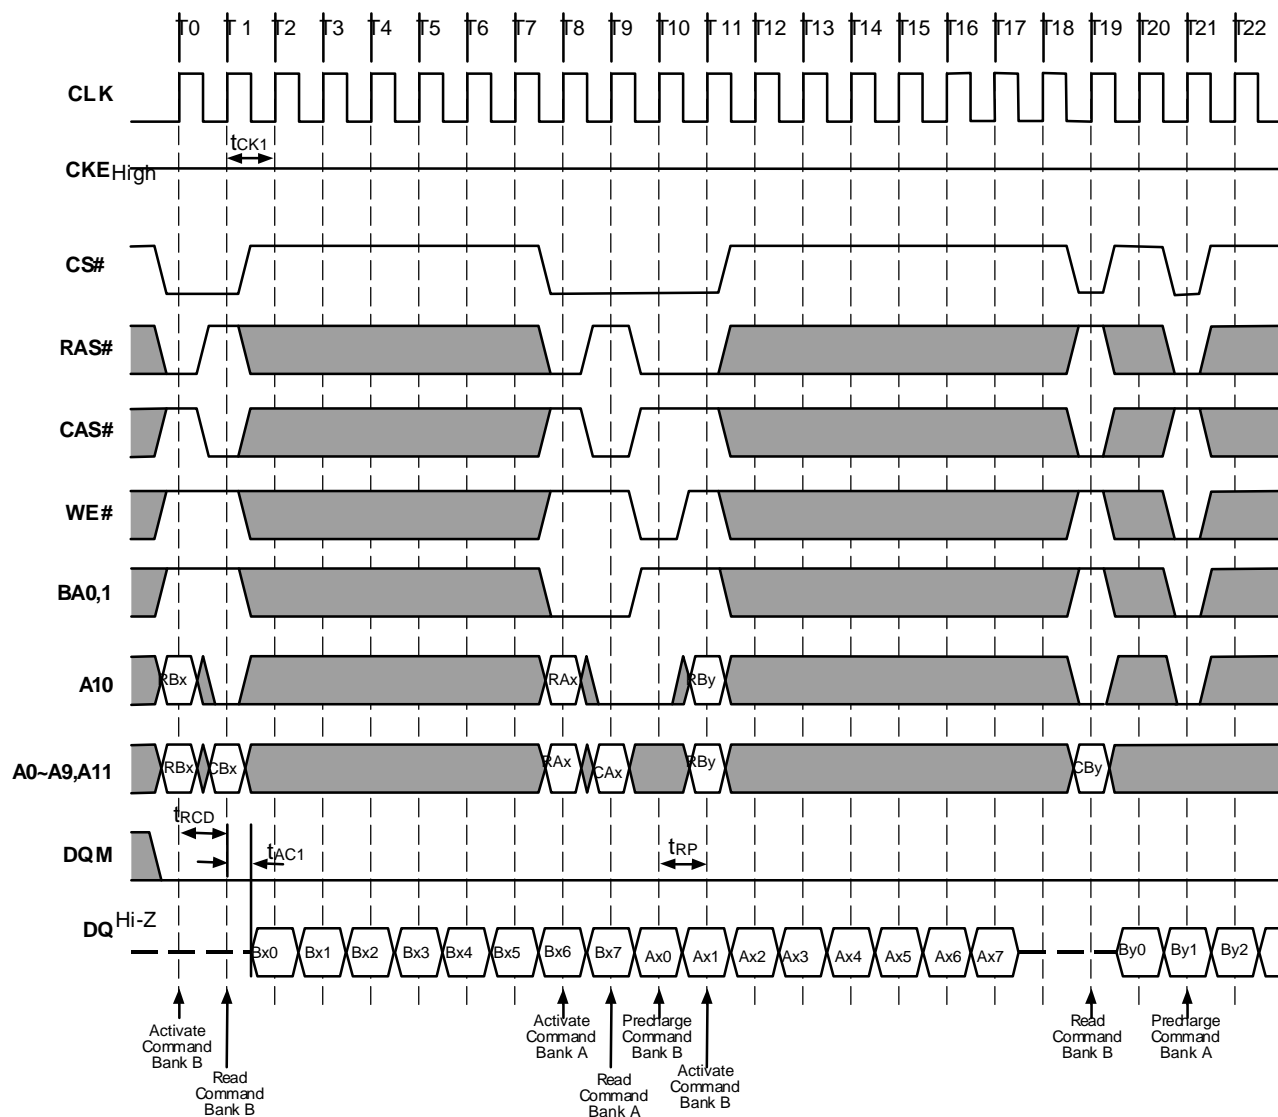 T0 T 1 T2 T3 T4 T5 T6 T7 T8 T9 T10 T 11 T12 T13 T14 T15 T16 T17 T18 T19 T20 T21 T22
CLK
tCK1
CKE High
CS#
RAS#
CAS#
WE#
BA0,1
A10 RBx RAx RBy
A0~A9,A11 RBx CBx RAx CAx RBy CBy
tRCD
DQM tAC1 tRP
DQ Hi-Z
Bx0 Bx1 Bx2 Bx3 Bx4 Bx5 Bx6 Bx7 Ax0 Ax1 Ax2 Ax3 Ax4 Ax5 Ax6 Ax7 By0 By1 By2
Activate
Command
Bank B
Read
Command
Bank B
Activate
Command
Bank A
Read
Command
Bank A
Precharge
Command
Bank B
Activate
Command
Bank B
Read
Command
Bank B
Precharge
Command
Bank A